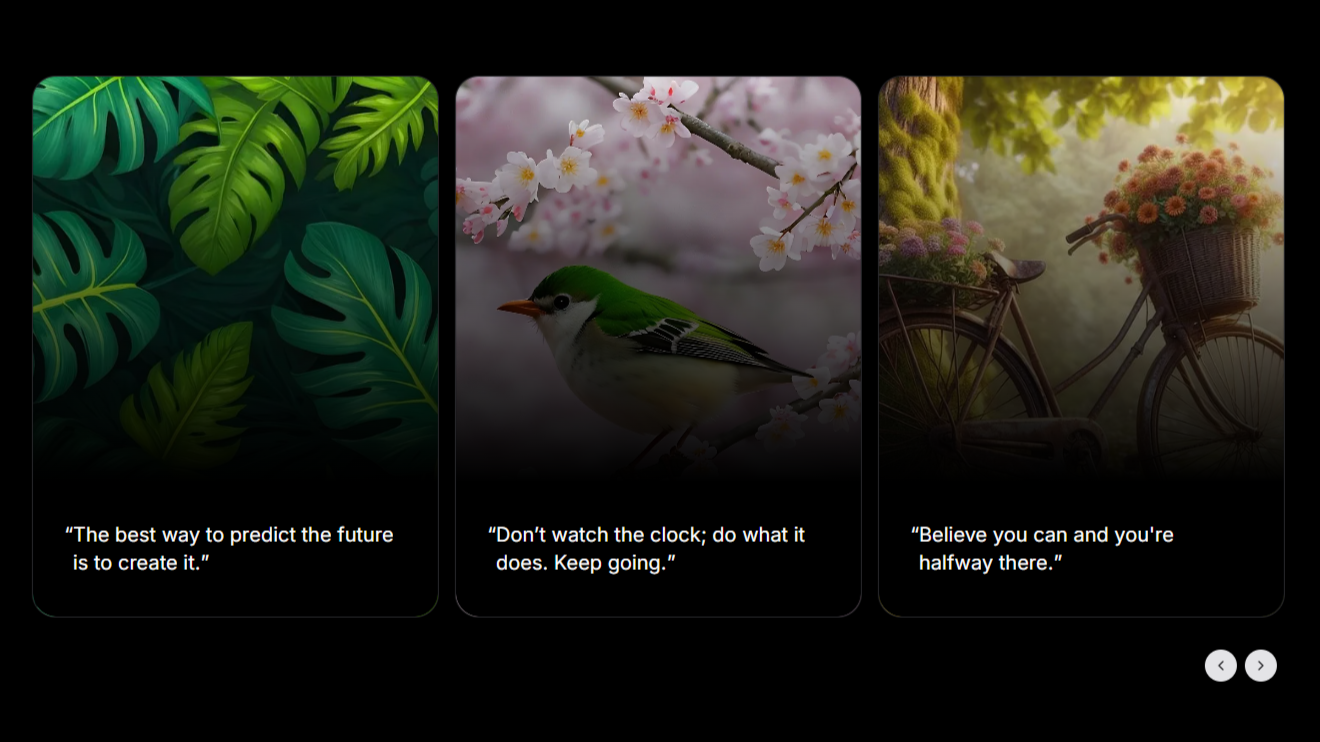 “The best way to predict the future
is to create it.”
“Don’t watch the clock; do what it
does. Keep going.”
“Believe you can and you're
halfway there.”